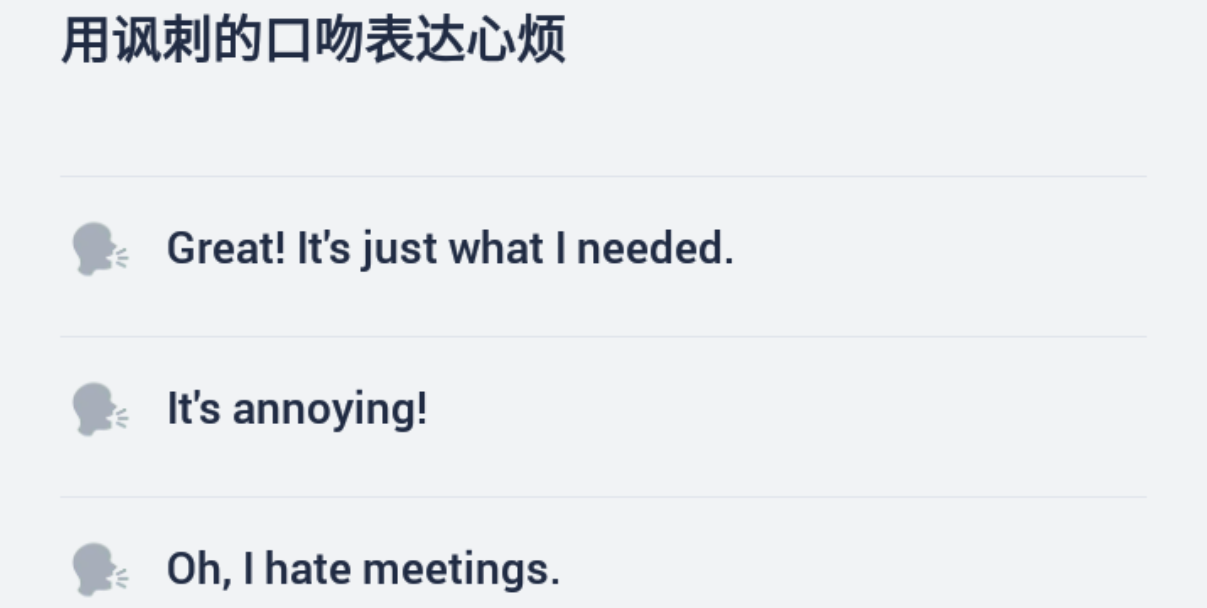 用讽刺的口吻表达心烦
Great! It's just what I needed.
It's annoying!
Oh, I hate meetings.